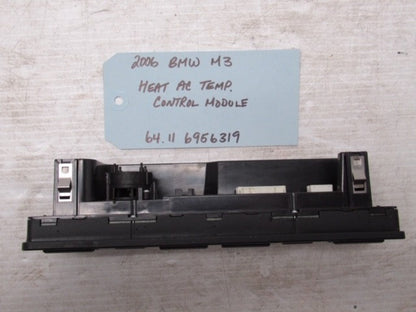 2006 BMW M3
HEAT AC TEMP.
CONTROL MODULE
64.11 6956319